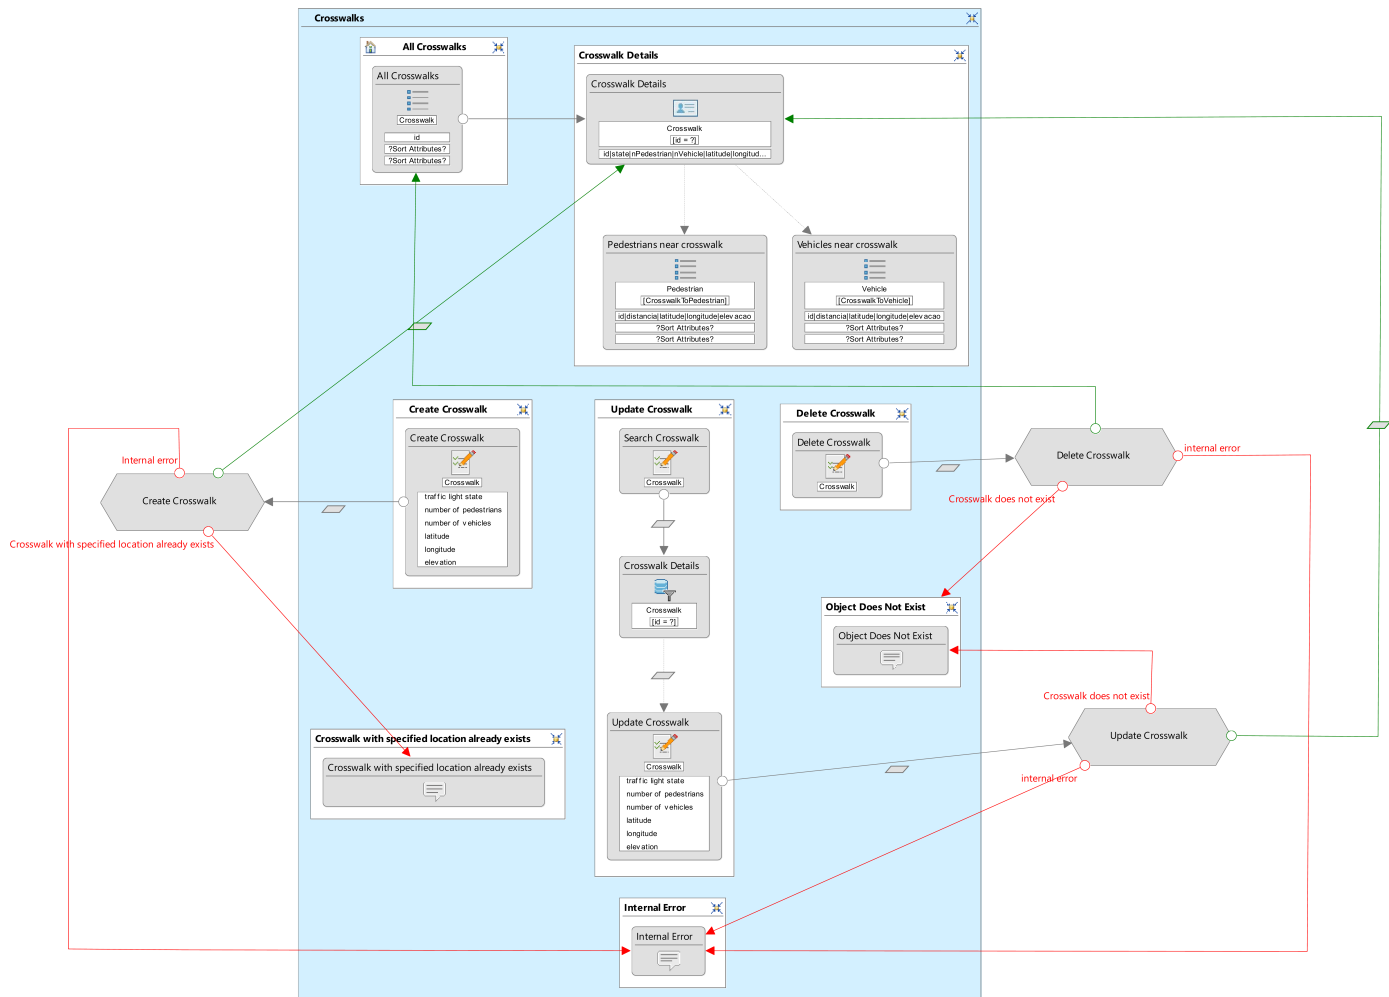 Crosswalks
All Crosswalks
All Crosswalks
Crosswalk
id
?Sort Attributes?
?Sort Attributes?
Crosswalk Details
Crosswalk Details
Crosswalk
[id = ?]
id|state|nPedestrian|nVehicle|latitude|longitud...
Pedestrians near crosswalk
Pedestrian
[CrosswalkToPedestrian]
id|distancia|latitude|longitude|elevacao
?Sort Attributes?
?Sort Attributes?
Vehicles near crosswalk
Vehicle
[CrosswalkToVehicle]
id|distancia|latitude|longitude|elevacao
?Sort Attributes?
?Sort Attributes?
Internal error
Create Crosswalk
Crosswalk with specified location already exists
Create Crosswalk
Create Crosswalk
Crosswalk
traffic light state
number of pedestrians
number of vehicles
latitude
longitude
elevation
Update Crosswalk
Search Crosswalk
Crosswalk
Crosswalk Details
Crosswalk
[id = ?]
Update Crosswalk
Crosswalk
traffic light state
number of pedestrians
number of vehicles
latitude
longitude
elevation
Delete Crosswalk
Delete Crosswalk
Crosswalk
Delete Crosswalk
internal error
Crosswalk does not exist
Object Does Not Exist
Object Does Not Exist
Crosswalk does not exist
Update Crosswalk
internal error
Crosswalk with specified location already exists
Crosswalk with specified location already exists
Internal Error
Internal Error